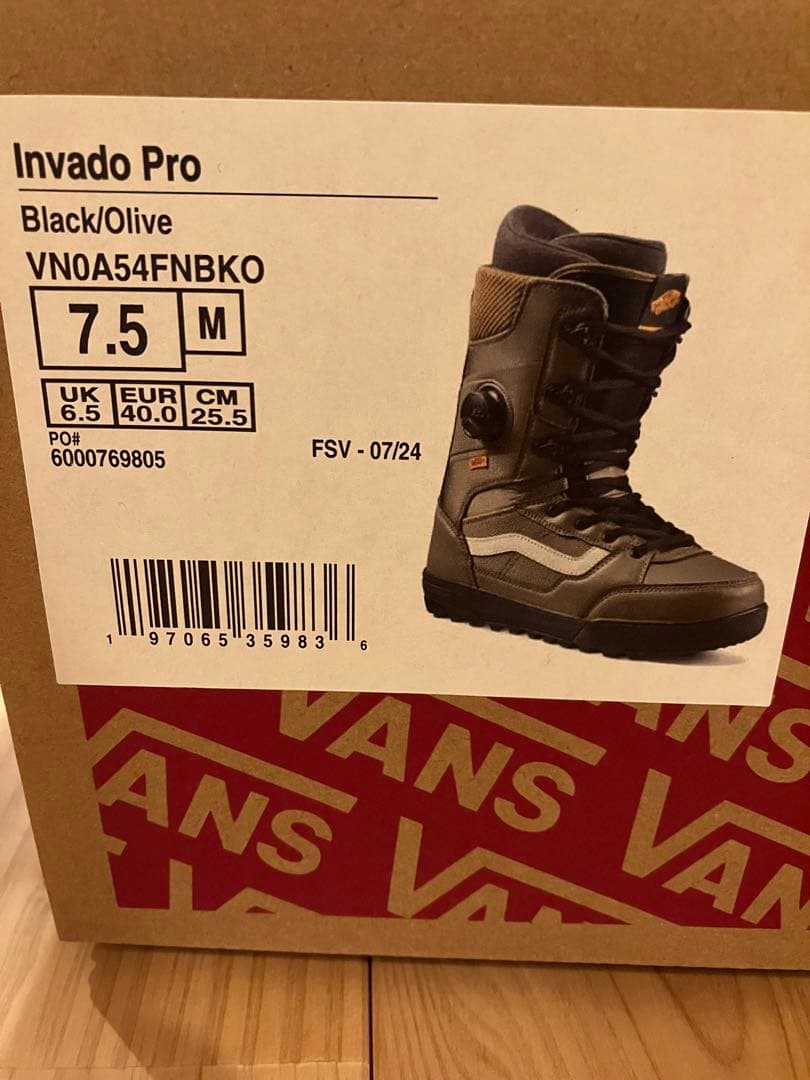 Invado Pro
Black/Olive
VN0A54FNBKO
7.5 M
UK EUR CM
6.5 40.0 25.5
PO#
6000769805
FSV - 07/24
1 97065 35983 6
VANS
VANS
VANS
VANS